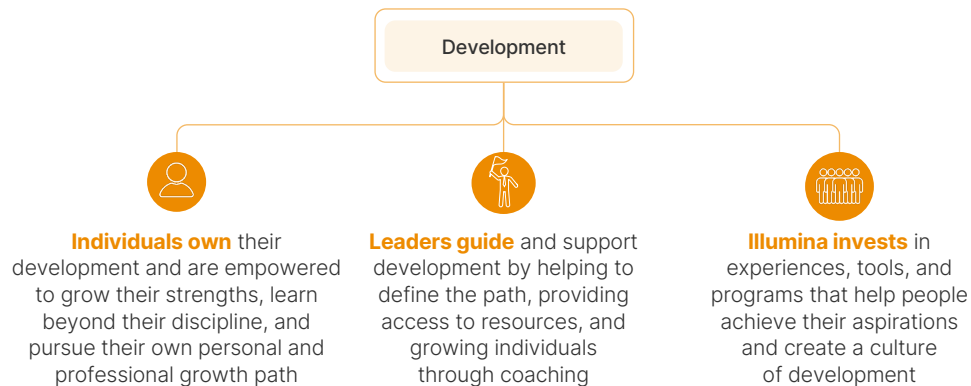 Development
Individuals own their
development and are empowered
to grow their strengths, learn
beyond their discipline, and
pursue their own personal and
professional growth path
Leaders guide and support
development by helping to
define the path, providing
access to resources, and
growing individuals
through coaching
Illumina invests in
experiences, tools, and
programs that help people
achieve their aspirations
and create a culture
of development